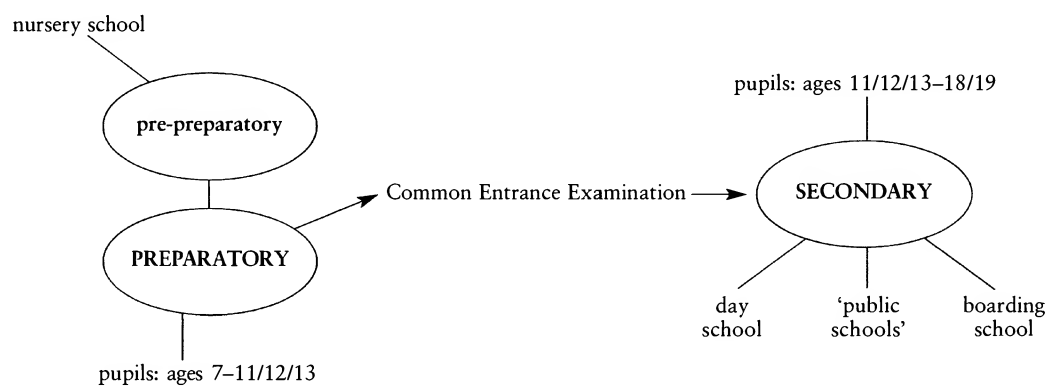 nursery school
pre-preparatory
PREPARATORY
pupils: ages 7–11/12/13
Common Entrance Examination
pupils: ages 11/12/13–18/19
SECONDARY
day
school
‘public
schools’
boarding
school